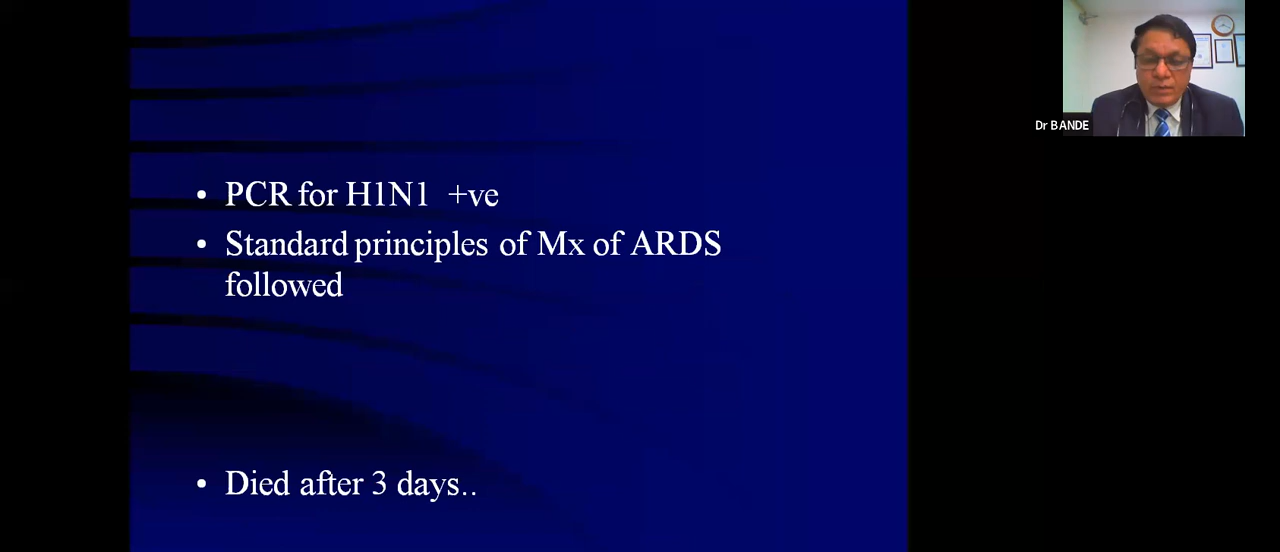 • PCR for H1N1 +ve
• Standard principles of Mx of ARDS
followed
• Died after 3 days..
Dr BANDE